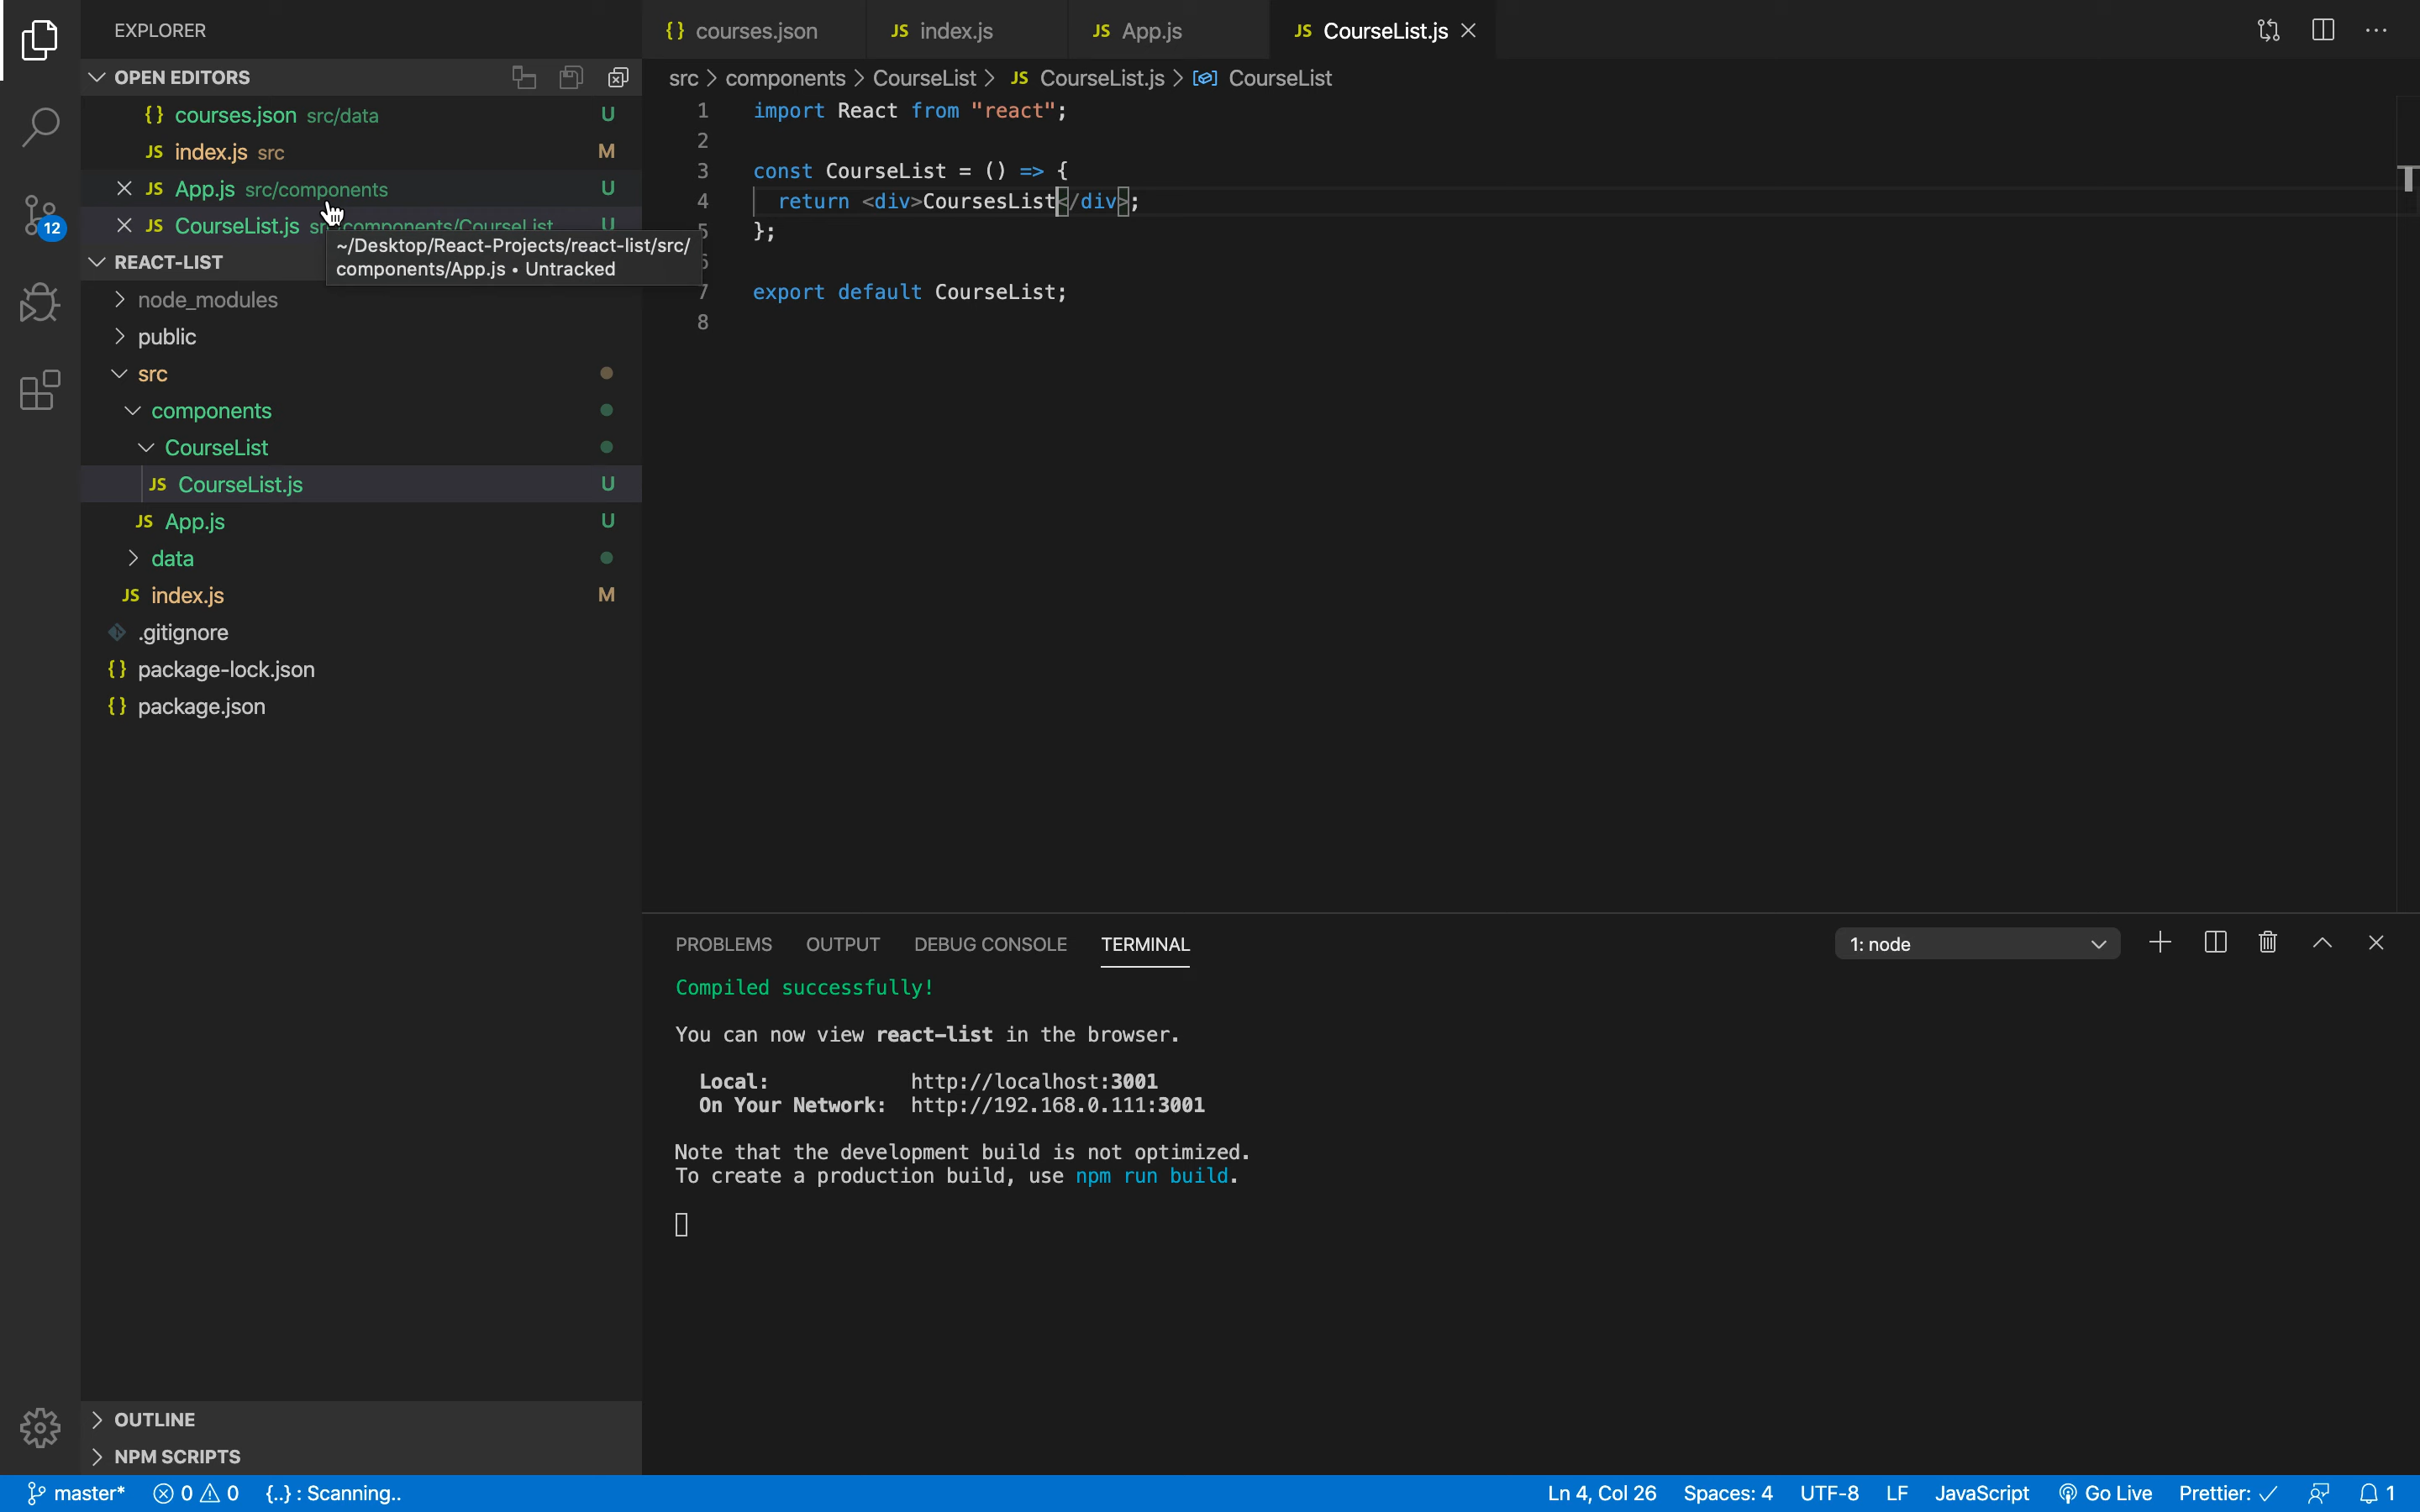 EXPLORER
OPEN EDITORS
{} courses.json src/data U
JS index.js src M
JS App.js src/components U
JS CourseList.js src/components/CourseList U
~/Desktop/React-Projects/react-list/src/
components/App.js • Untracked
REACT-LIST
node_modules
public
src
components
CourseList
JS CourseList.js U
JS App.js U
data
JS index.js M
.gitignore
{} package-lock.json
{} package.json
OUTLINE
NPM SCRIPTS
12
{} courses.json JS index.js JS App.js JS CourseList.js
src > components > CourseList > JS CourseList.js > CourseList
1 import React from "react";
2
3 const CourseList = () => {
4 return <div>CoursesList</div>;
5 };
6
7 export default CourseList;
8
PROBLEMS OUTPUT DEBUG CONSOLE TERMINAL 1: node
Compiled successfully!
You can now view react-list in the browser.
Local: http://localhost:3001
On Your Network: http://192.168.0.111:3001
Note that the development build is not optimized.
To create a production build, use npm run build.
master* 0 0 {..} : Scanning.. Ln 4, Col 26 Spaces: 4 UTF-8 LF JavaScript Go Live Prettier: ✓ 1